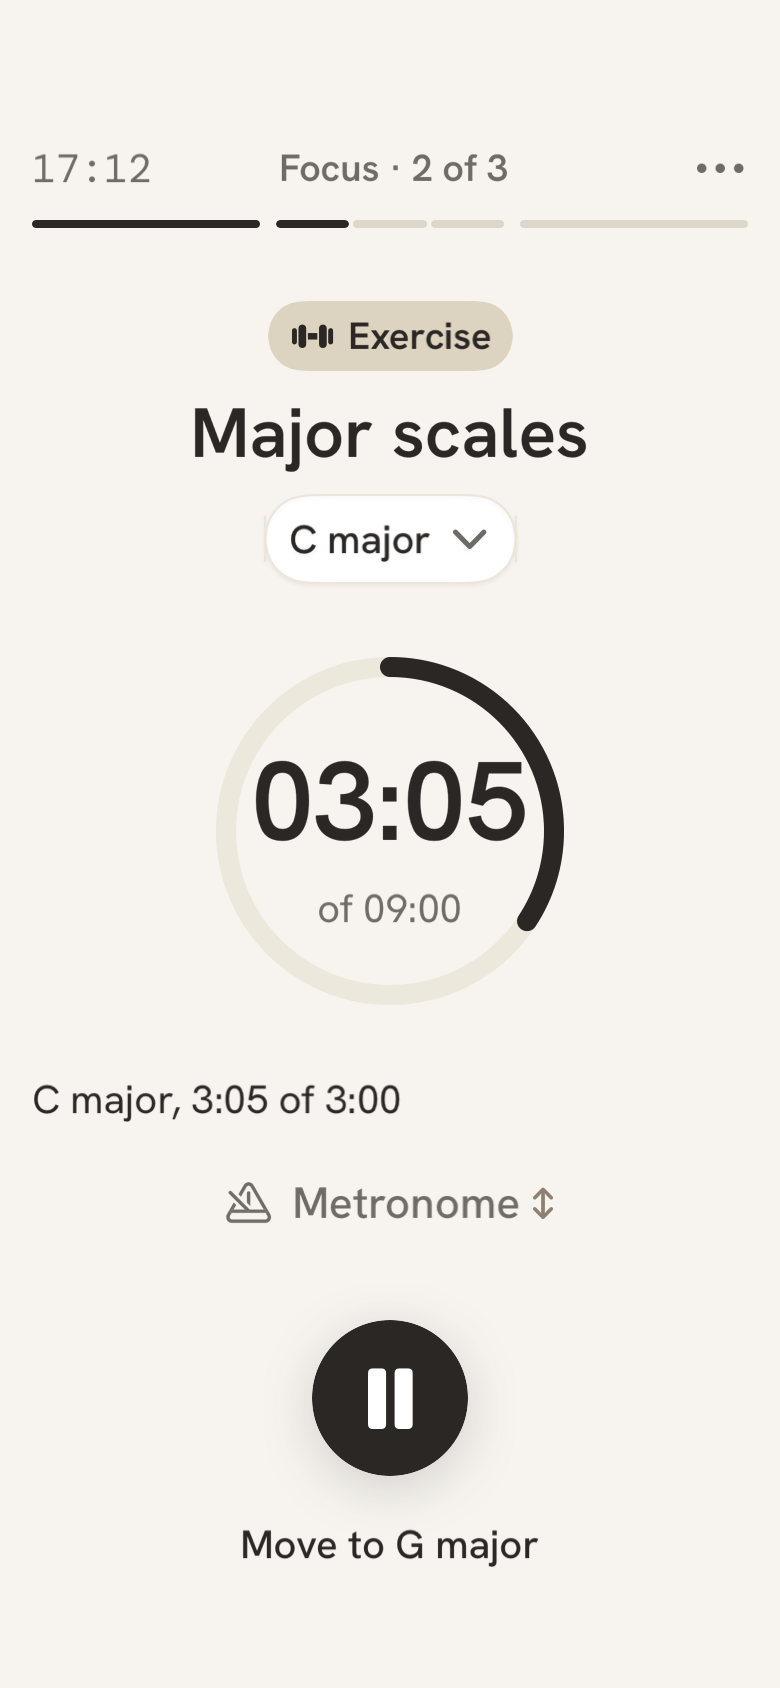 17:12
Focus · 2 of 3
Exercise
Major scales
C major
03:05
of 09:00
C major, 3:05 of 3:00
Metronome
Move to G major